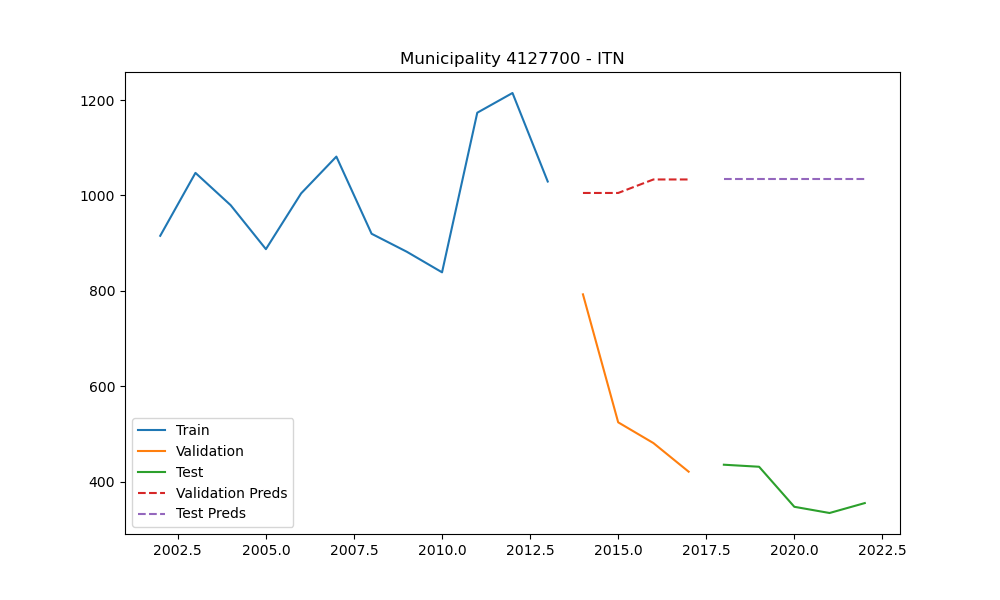 Municipality 4127700 - ITN
1200
1000
800
600
400
Train
Validation
Test
Validation Preds
Test Preds
2002.5 2005.0 2007.5 2010.0 2012.5 2015.0 2017.5 2020.0 2022.5